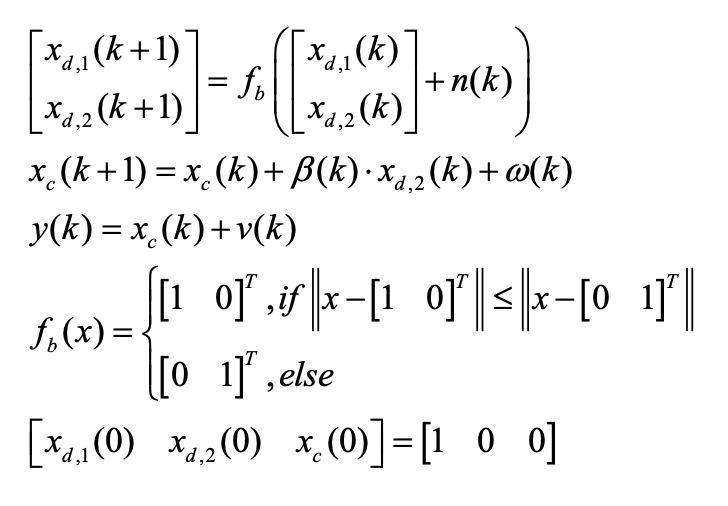 [x_{d,1}(k+1) x_{d,2}(k+1)] = f_b([x_{d,1}(k) x_{d,2}(k)] + n(k))
x_c(k+1) = x_c(k) + β(k)·x_{d,2}(k) + ω(k)
y(k) = x_c(k) + v(k)
f_b(x) = { [1 0]^T, if ‖x − [1 0]^T‖ ≤ ‖x − [0 1]^T‖
[0 1]^T, else
[x_{d,1}(0) x_{d,2}(0) x_c(0)] = [1 0 0]